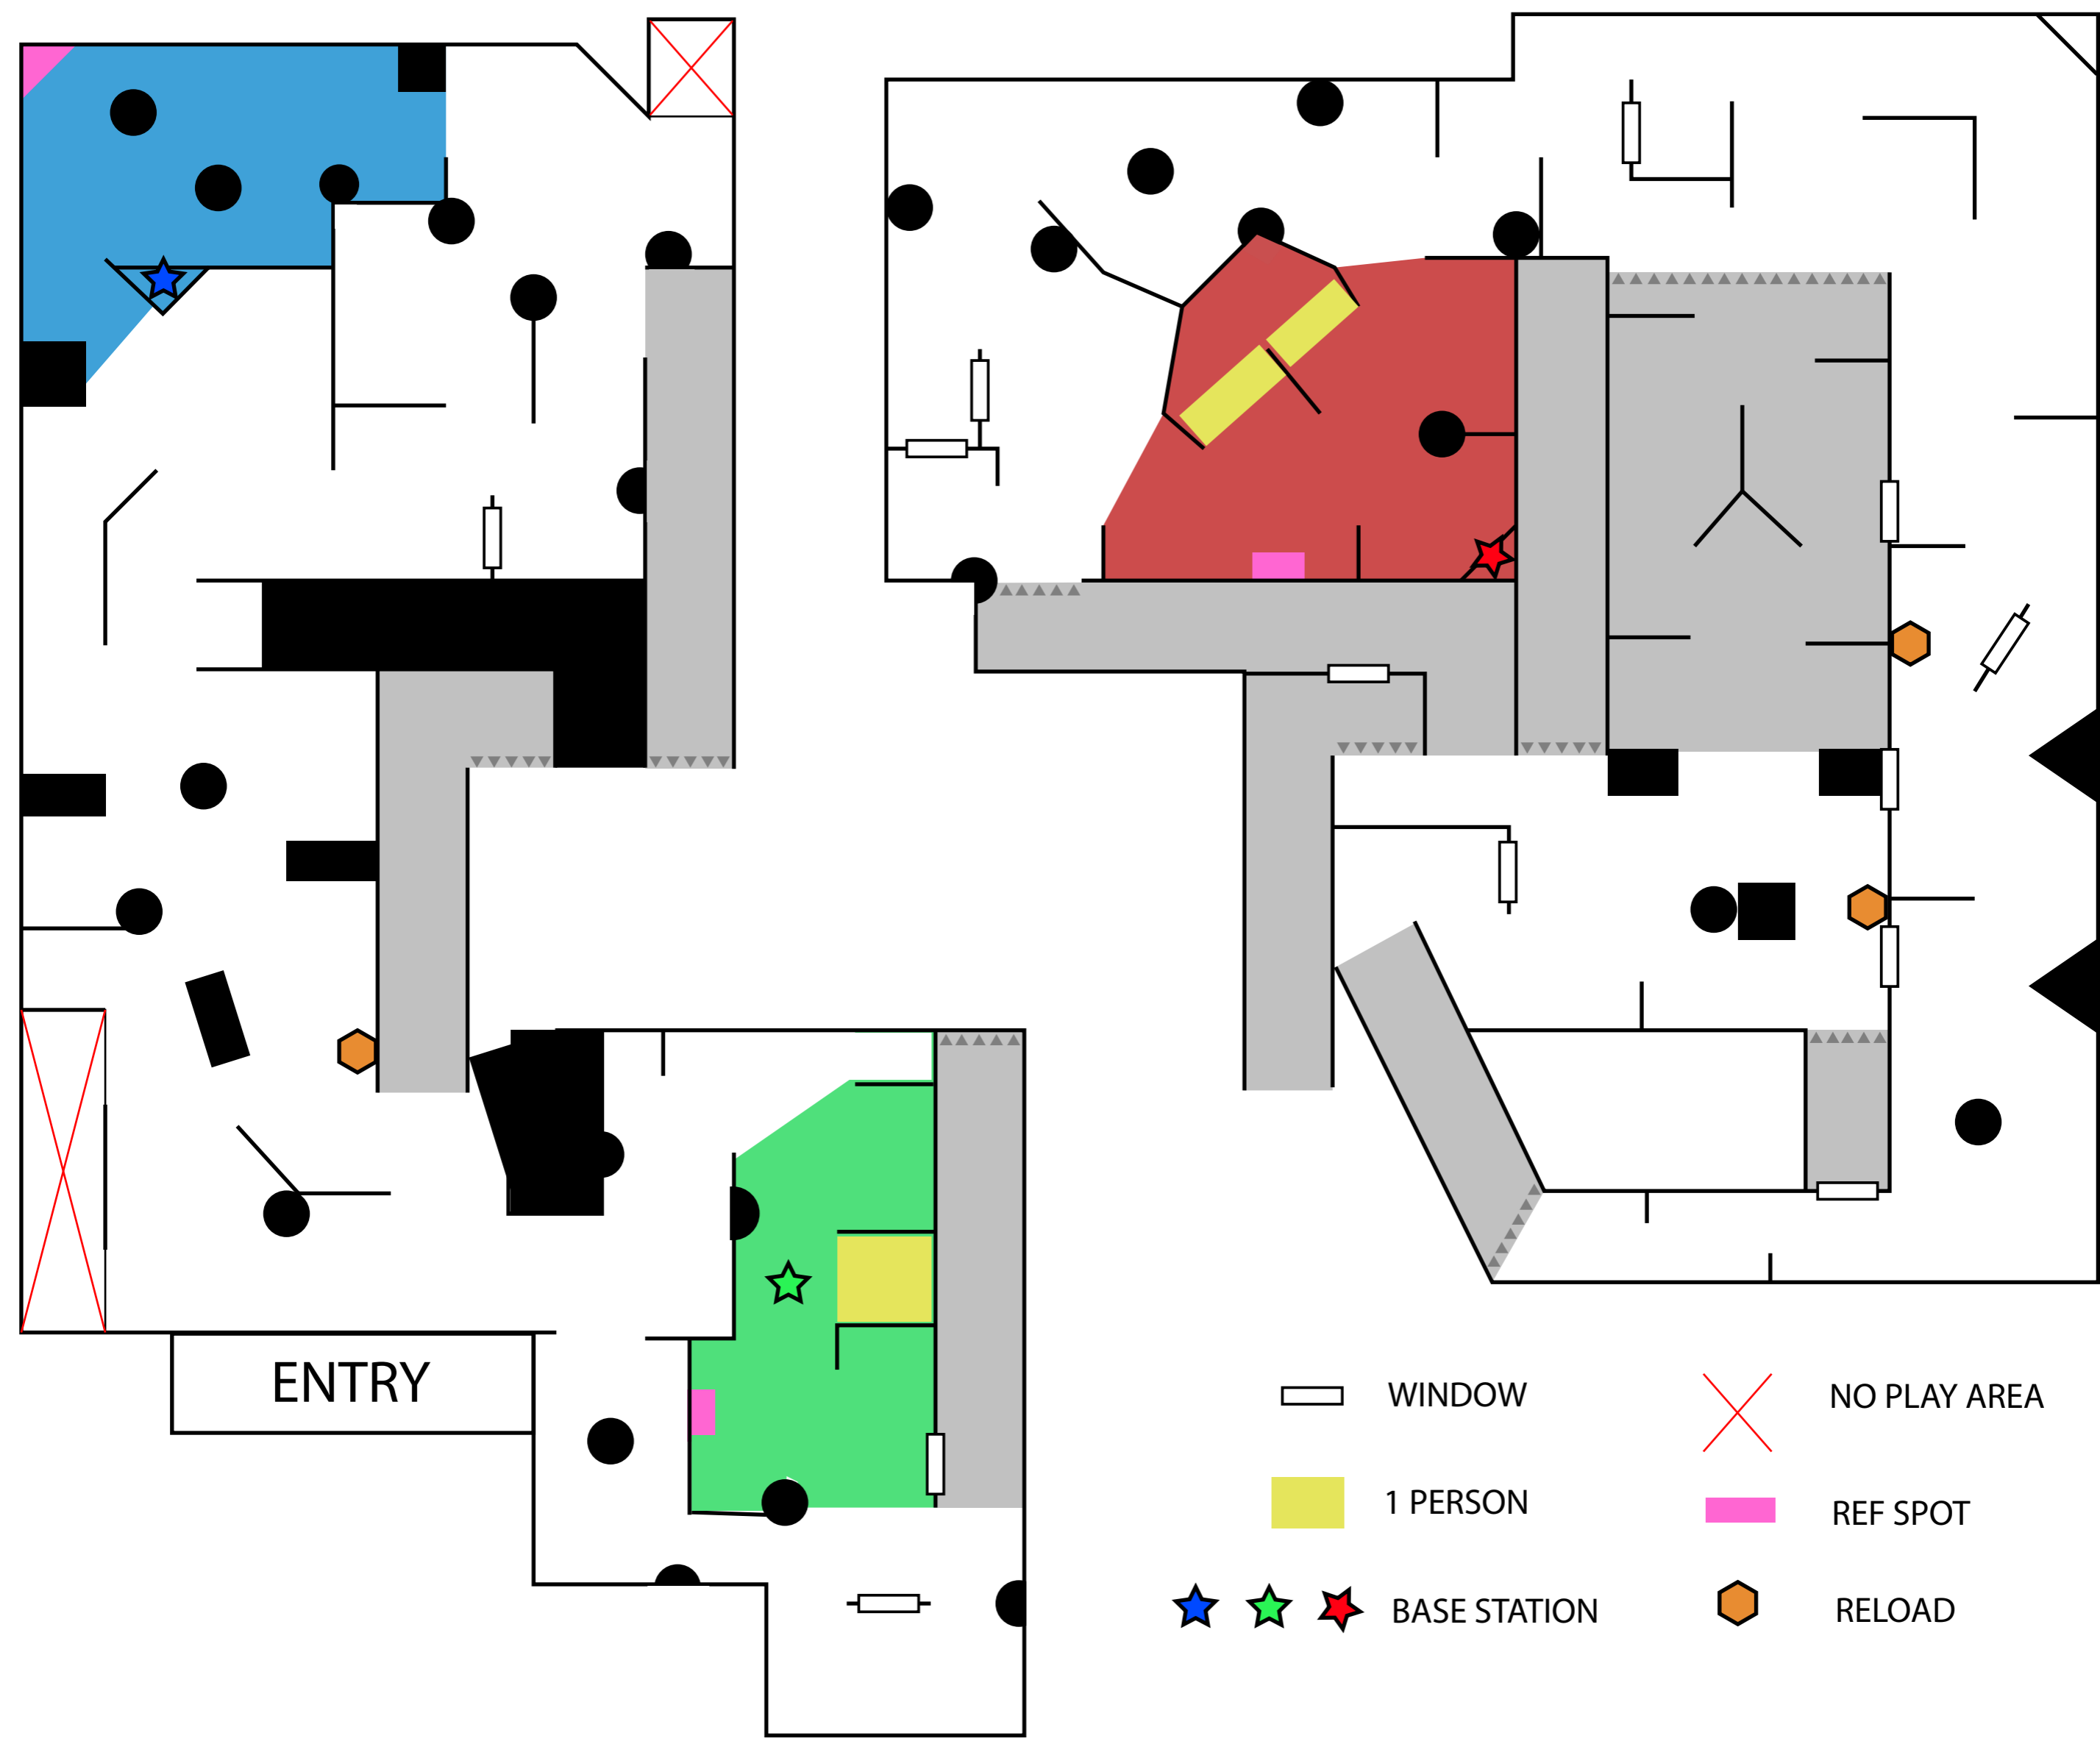 ENTRY
WINDOW
NO PLAY AREA
1 PERSON
REF SPOT
BASE STATION
RELOAD